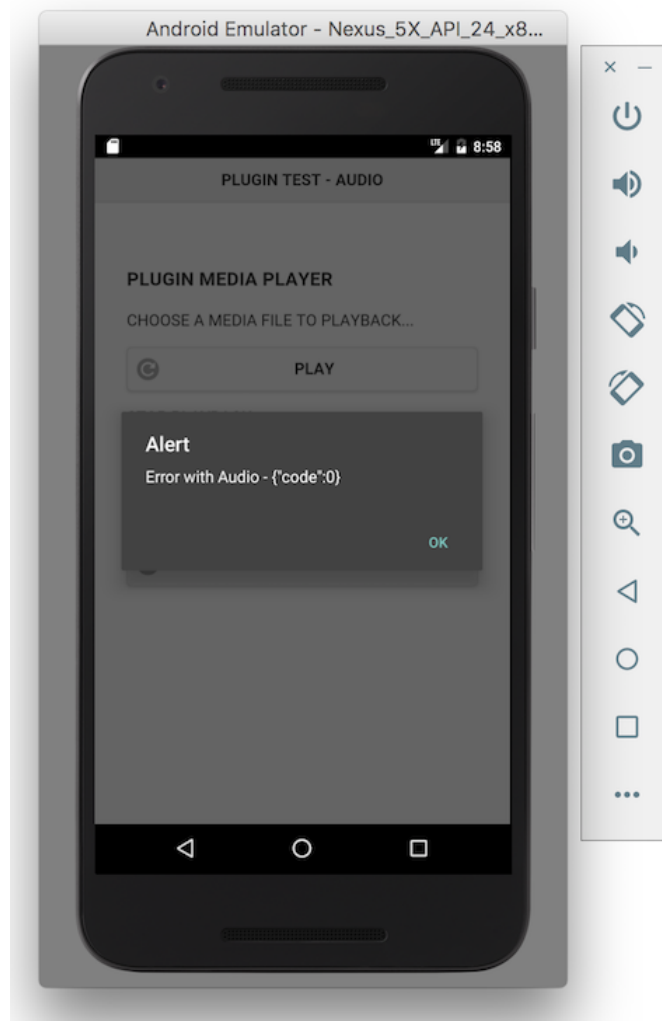 Android Emulator - Nexus_5X_API_24_x8...
LTE 8:58
PLUGIN TEST - AUDIO
PLUGIN MEDIA PLAYER
CHOOSE A MEDIA FILE TO PLAYBACK...
PLAY
Alert
Error with Audio - {"code":0}
OK